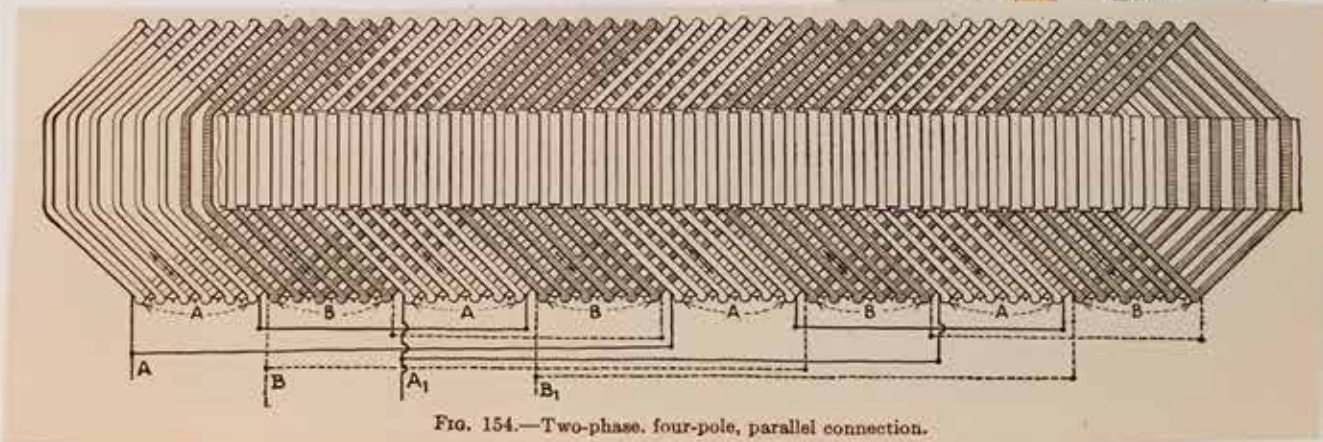 A B A B A B A B
A B A₁ B₁
FIG. 154.—Two-phase. four-pole, parallel connection.